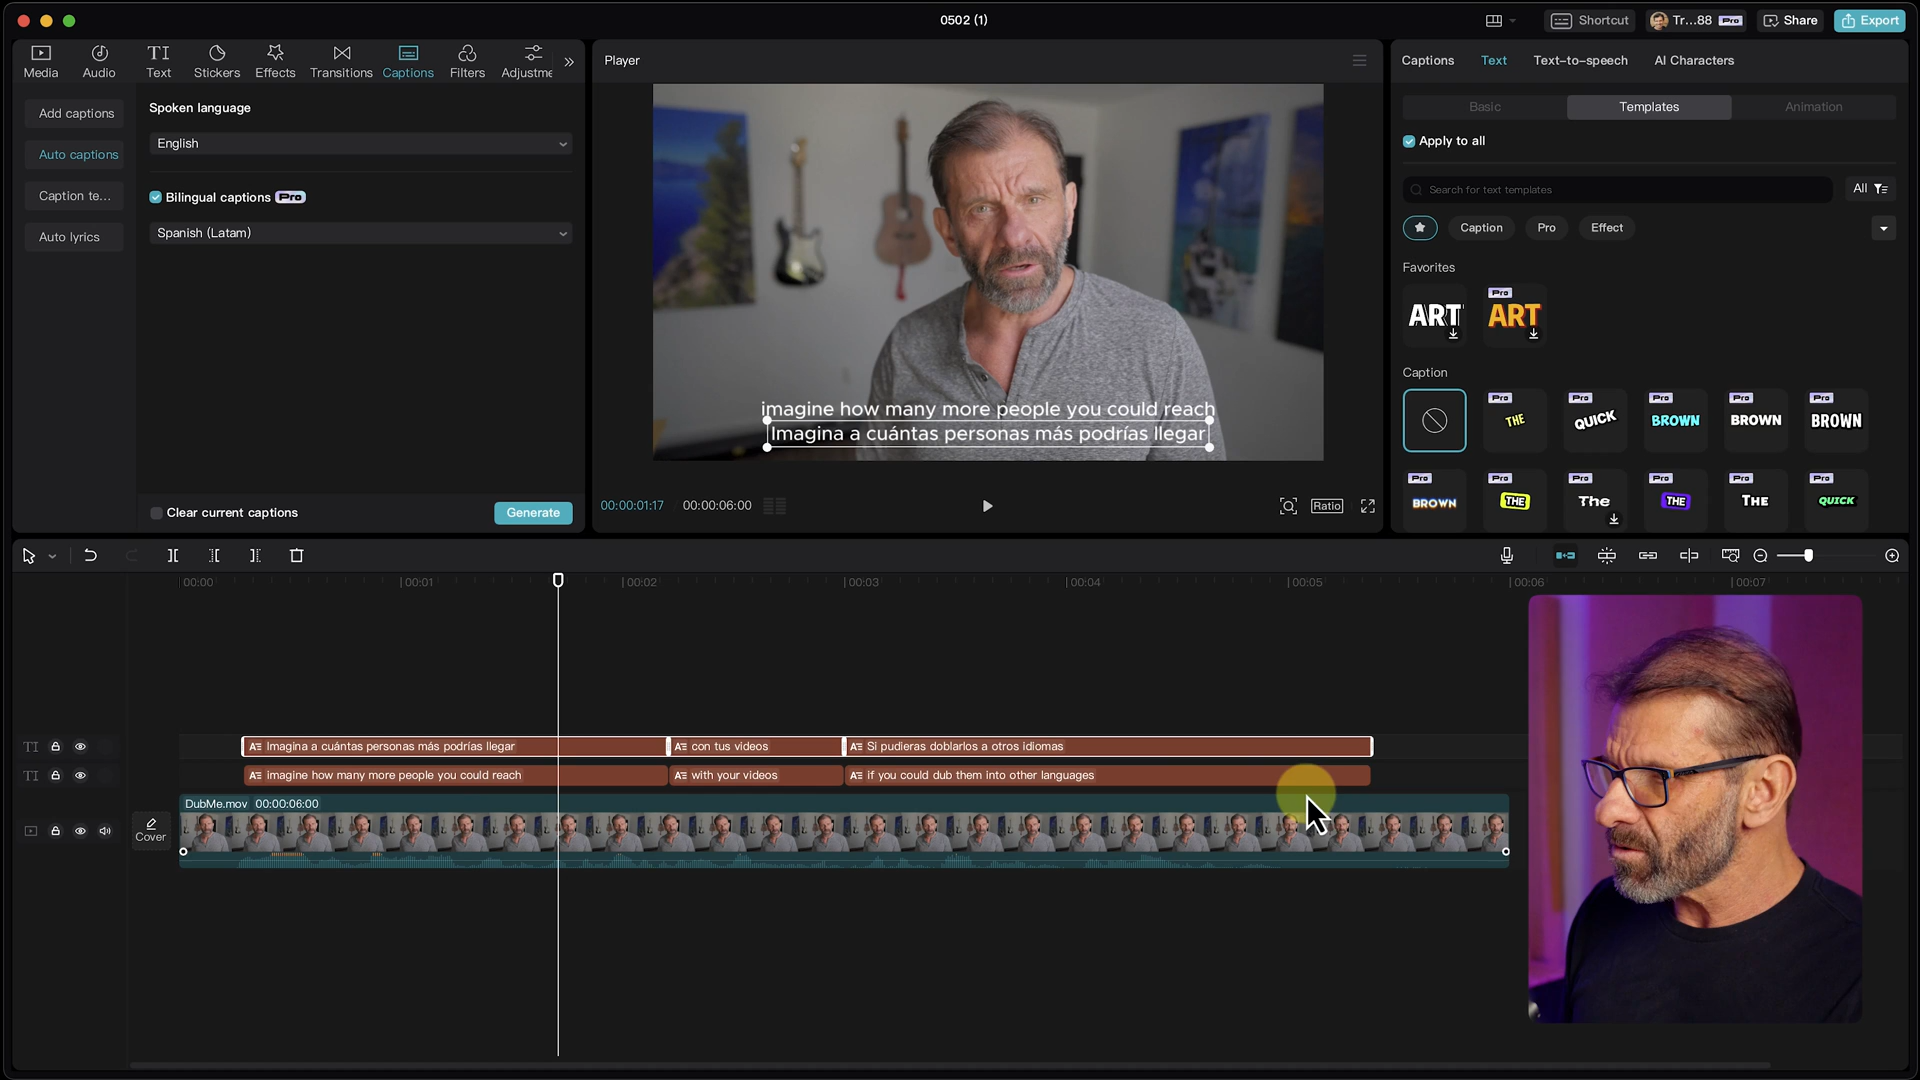 0502 (1)
Shortcut
Tr...88 Pro
Share
Export
Media
Audio
Text
Stickers
Effects
Transitions
Captions
Filters
Adjustme
Add captions
Auto captions
Caption te...
Auto lyrics
Spoken language
English
Bilingual captions Pro
Spanish (Latam)
Clear current captions
Generate
Player
imagine how many more people you could reach
Imagina a cuántas personas más podrías llegar
00:00:01:17
00:00:06:00
Ratio
Captions
Text
Text-to-speech
AI Characters
Basic
Templates
Animation
Apply to all
Search for text templates
All
Caption
Pro
Effect
Favorites
ART
Pro ART
Caption
Pro THE
Pro QUICK
Pro BROWN
Pro BROWN
Pro BROWN
Pro BROWN
Pro THE
Pro The
Pro THE
Pro THE
Pro QUICK
00:00
00:01
00:02
00:03
00:04
00:05
00:06
00:07
Imagina a cuántas personas más podrías llegar
con tus videos
Si pudieras doblarlos a otros idiomas
imagine how many more people you could reach
with your videos
if you could dub them into other languages
DubMe.mov 00:00:06:00
Cover